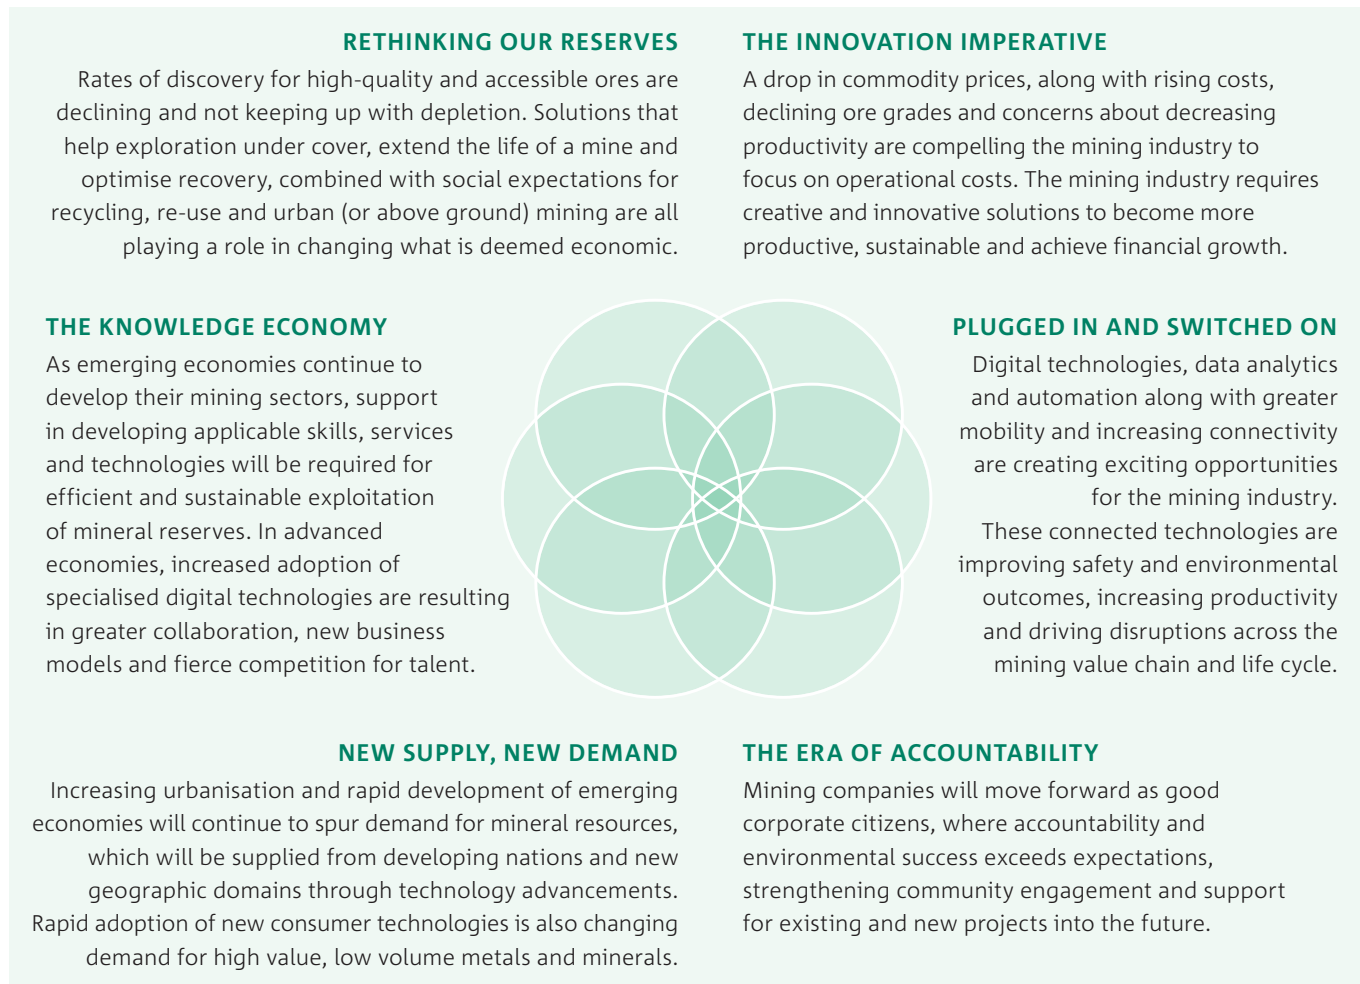 RETHINKING OUR RESERVES
Rates of discovery for high-quality and accessible ores are
declining and not keeping up with depletion. Solutions that
help exploration under cover, extend the life of a mine and
optimise recovery, combined with social expectations for
recycling, re-use and urban (or above ground) mining are all
playing a role in changing what is deemed economic.
THE INNOVATION IMPERATIVE
A drop in commodity prices, along with rising costs,
declining ore grades and concerns about decreasing
productivity are compelling the mining industry to
focus on operational costs. The mining industry requires
creative and innovative solutions to become more
productive, sustainable and achieve financial growth.
THE KNOWLEDGE ECONOMY
As emerging economies continue to
develop their mining sectors, support
in developing applicable skills, services
and technologies will be required for
efficient and sustainable exploitation
of mineral reserves. In advanced
economies, increased adoption of
specialised digital technologies are resulting
in greater collaboration, new business
models and fierce competition for talent.
PLUGGED IN AND SWITCHED ON
Digital technologies, data analytics
and automation along with greater
mobility and increasing connectivity
are creating exciting opportunities
for the mining industry.
These connected technologies are
improving safety and environmental
outcomes, increasing productivity
and driving disruptions across the
mining value chain and life cycle.
NEW SUPPLY, NEW DEMAND
Increasing urbanisation and rapid development of emerging
economies will continue to spur demand for mineral resources,
which will be supplied from developing nations and new
geographic domains through technology advancements.
Rapid adoption of new consumer technologies is also changing
demand for high value, low volume metals and minerals.
THE ERA OF ACCOUNTABILITY
Mining companies will move forward as good
corporate citizens, where accountability and
environmental success exceeds expectations,
strengthening community engagement and support
for existing and new projects into the future.